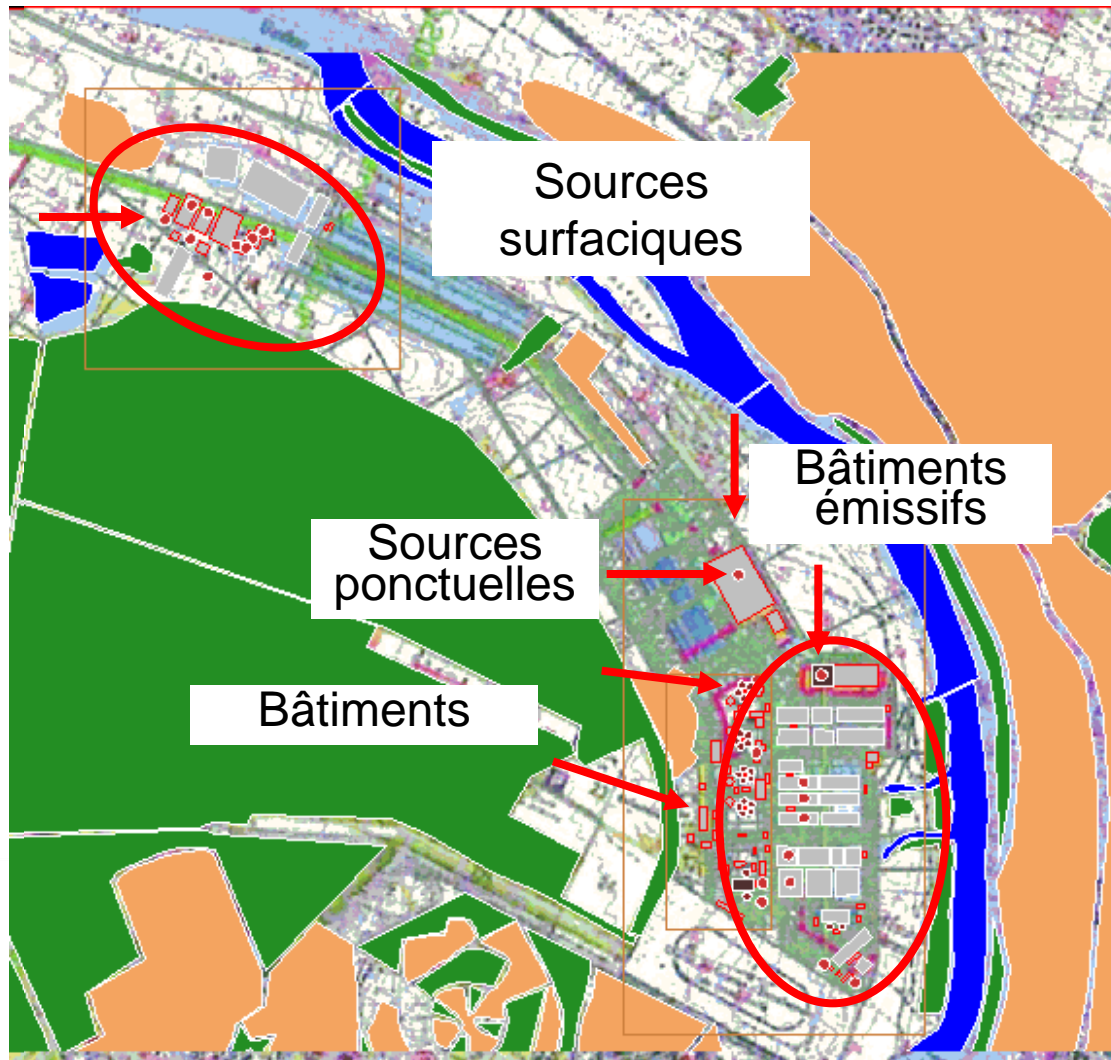 Sources
surfaciques
Bâtiments
émissifs
Sources
ponctuelles
Bâtiments